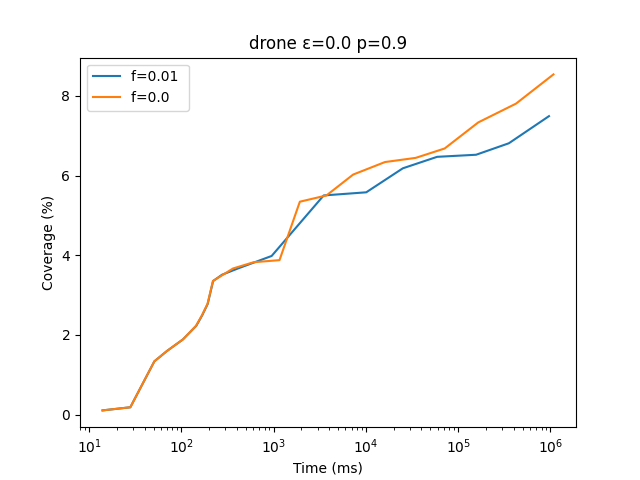 drone ε=0.0 p=0.9
f=0.01
f=0.0
Coverage (%)
8
6
4
2
0
10¹ 10² 10³ 10⁴ 10⁵ 10⁶
Time (ms)